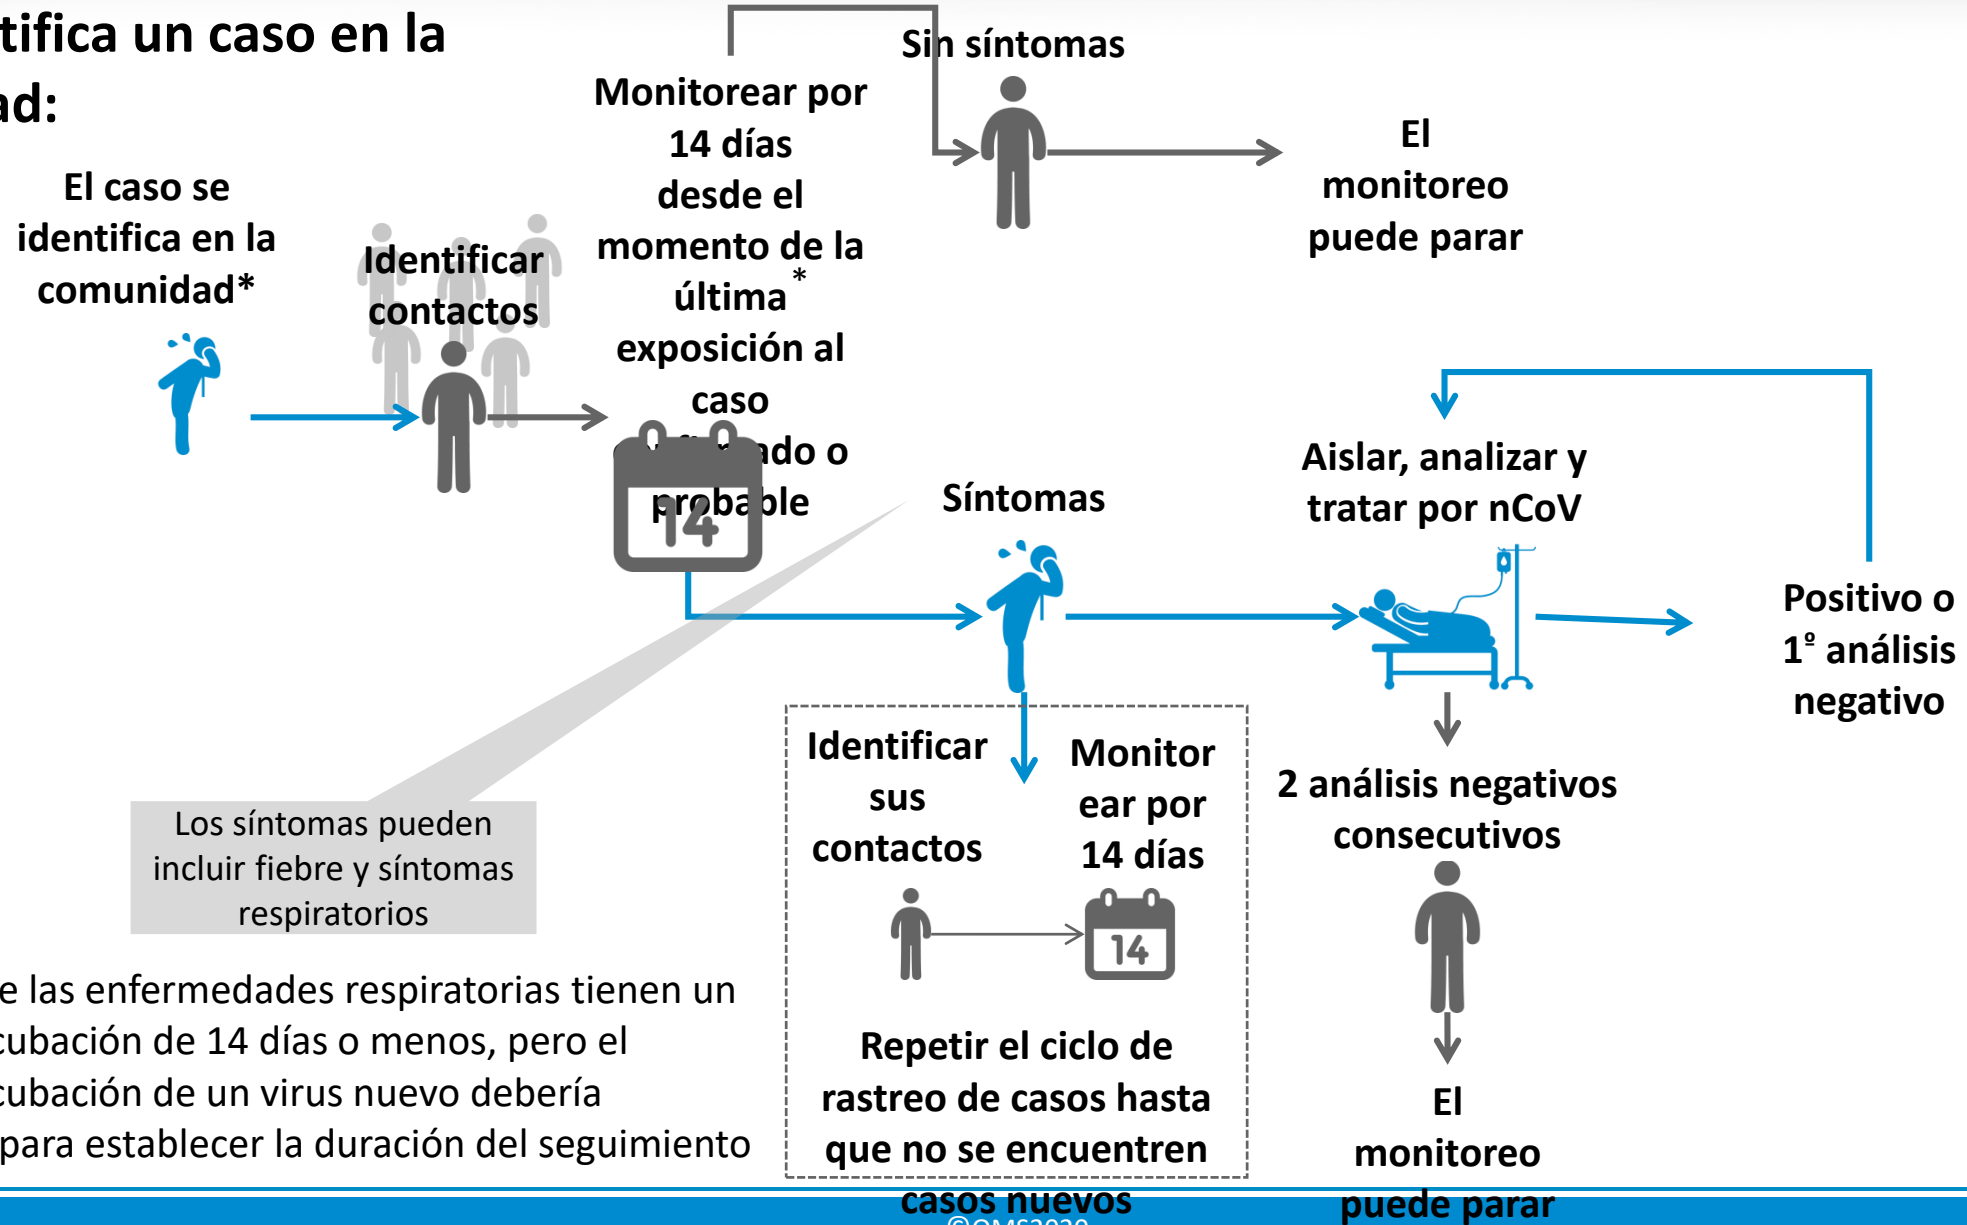 tifica un caso en la
ad:
El caso se
identifica en la
comunidad*
Identificar
contactos
Monitorear por
14 días
desde el
momento de la
última*
exposición al
caso
ado o
probable
14
Sin síntomas
El
monitoreo
puede parar
Síntomas
Aislar, analizar y
tratar por nCoV
Positivo o
1º análisis
negativo
Los síntomas pueden
incluir fiebre y síntomas
respiratorios
Identificar
sus
contactos
Monitor
ear por
14 días
14
Repetir el ciclo de
rastreo de casos hasta
que no se encuentren
casos nuevos
2 análisis negativos
consecutivos
El
monitoreo
puede parar
e las enfermedades respiratorias tienen un
cubación de 14 días o menos, pero el
cubación de un virus nuevo debería
para establecer la duración del seguimiento
©OMS2020